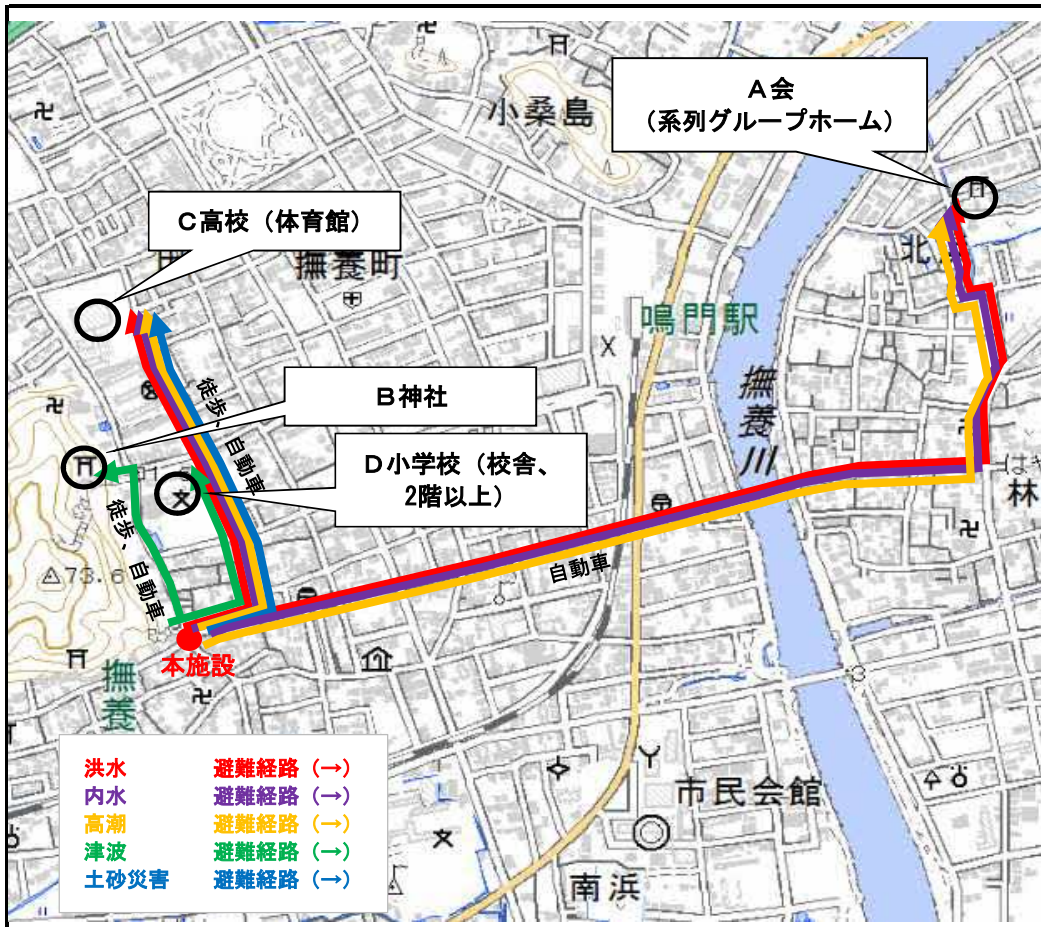 小桑島
A会
(系列グループホーム)
C高校(体育館)
撫養町
北
鳴門駅
B神社
徒歩、自動車
撫養川
D小学校(校舎、
2階以上)
はや
林
徒歩、自動車
73.6
自動車
本施設
撫養
洪水 避難経路(→)
内水 避難経路(→)
高潮 避難経路(→)
津波 避難経路(→)
土砂災害 避難経路(→)
市民会館
南浜